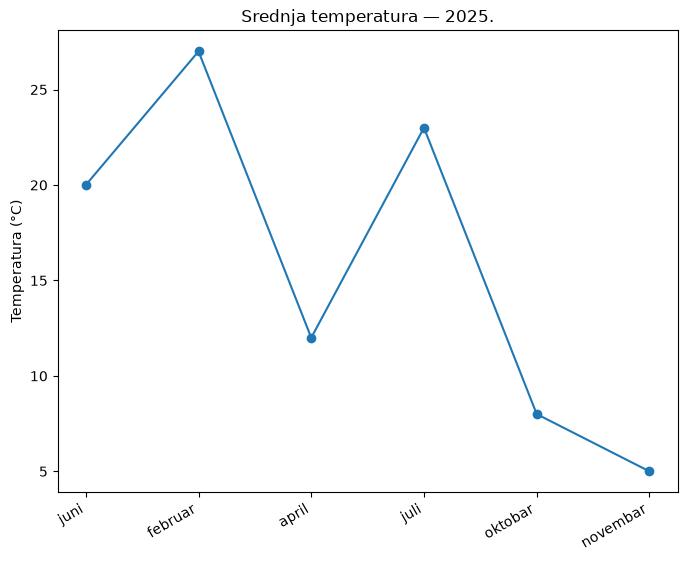 Srednja temperatura — 2025.
Temperatura (°C)
25
20
15
10
5
juni
februar
april
juli
oktobar
novembar